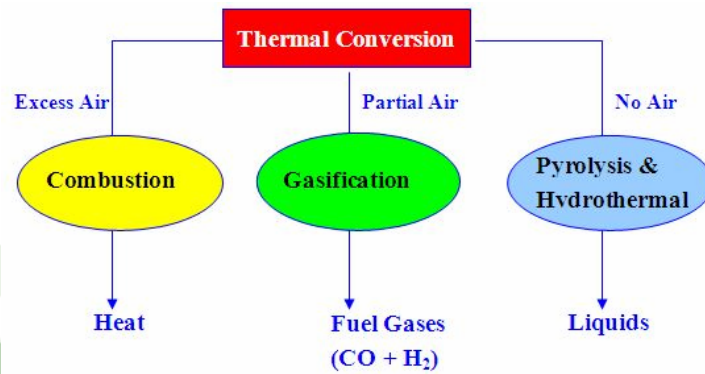 Thermal Conversion
Excess Air
Partial Air
No Air
Combustion
Gasification
Pyrolysis &
Hydrothermal
Heat
Fuel Gases
(CO + H₂)
Liquids